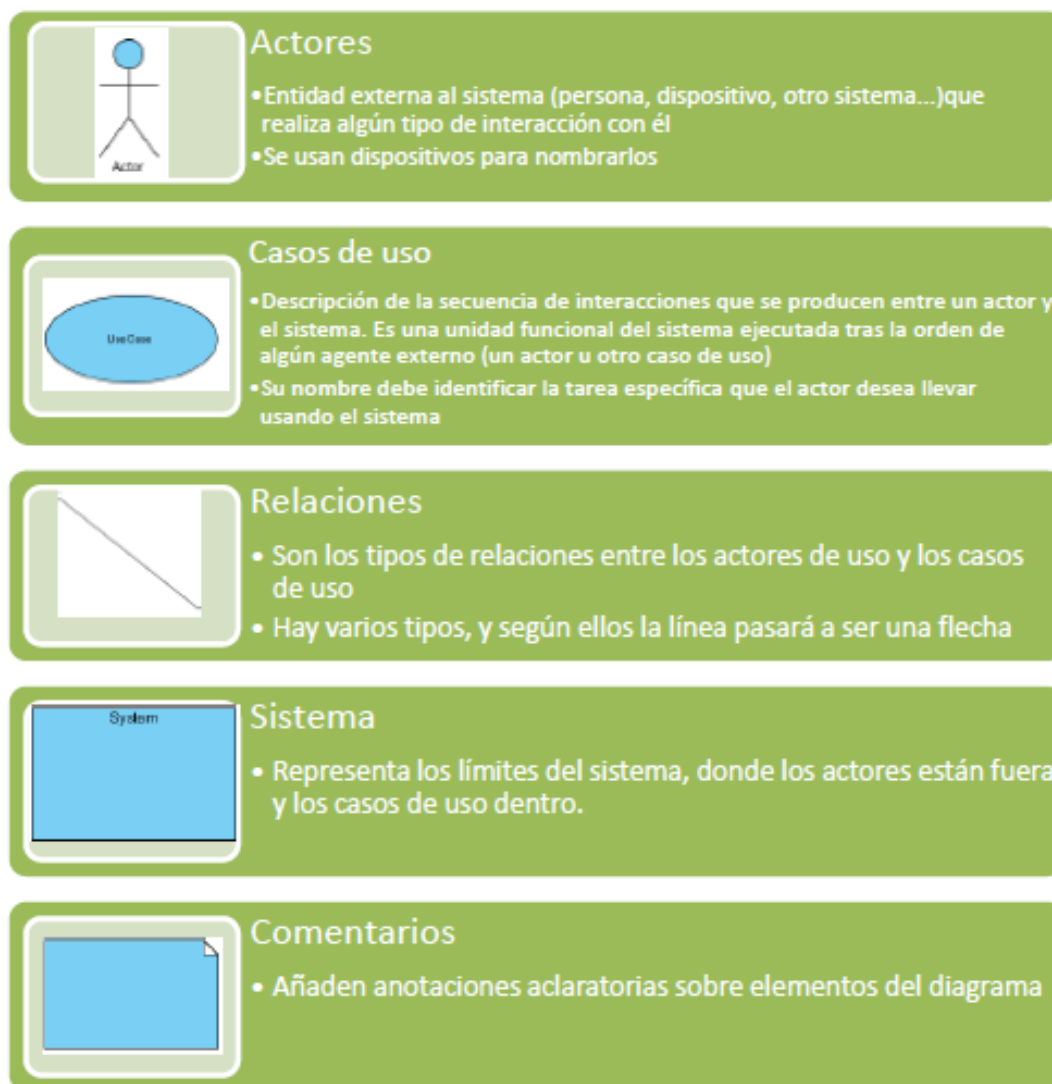 Actores
•Entidad externa al sistema (persona, dispositivo, otro sistema...)que
realiza algún tipo de interacción con él
•Se usan dispositivos para nombrarlos
Actor
Casos de uso
•Descripción de la secuencia de interacciones que se producen entre un actor y
el sistema. Es una unidad funcional del sistema ejecutada tras la orden de
algún agente externo (un actor u otro caso de uso)
•Su nombre debe identificar la tarea específica que el actor desea llevar
usando el sistema
UseCase
Relaciones
• Son los tipos de relaciones entre los actores de uso y los casos
de uso
• Hay varios tipos, y según ellos la línea pasará a ser una flecha
System
Sistema
• Representa los límites del sistema, donde los actores están fuera
y los casos de uso dentro.
Comentarios
• Añaden anotaciones aclaratorias sobre elementos del diagrama